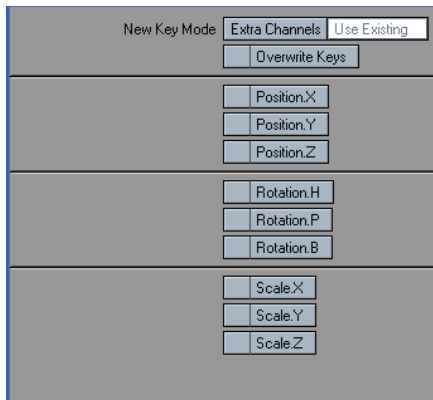 New Key Mode Extra Channels Use Existing
Overwrite Keys
Position.X
Position.Y
Position.Z
Rotation.H
Rotation.P
Rotation.B
Scale.X
Scale.Y
Scale.Z